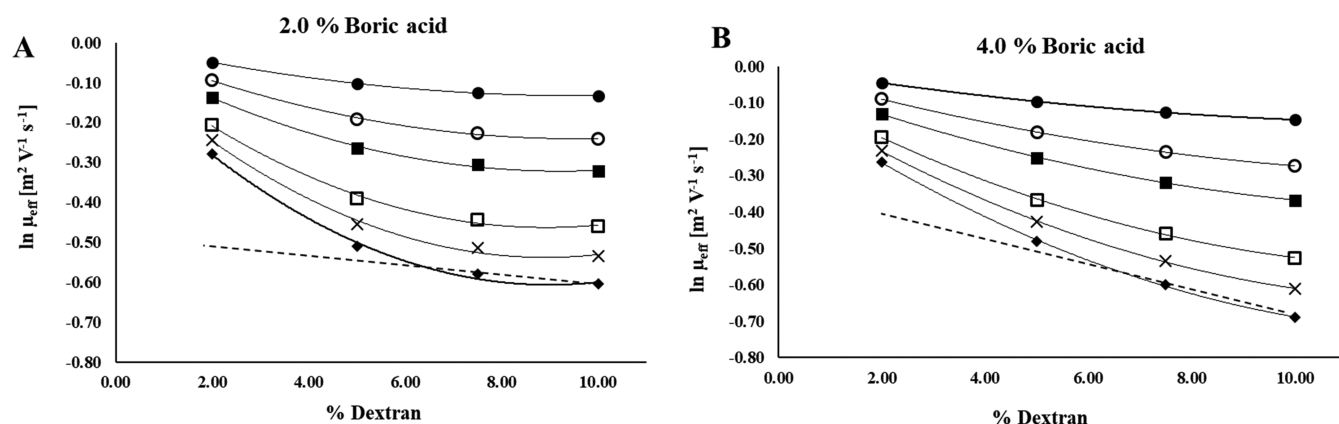 A
2.0 % Boric acid
0.00
-0.10
-0.20
-0.30
-0.40
-0.50
-0.60
-0.70
-0.80
ln μeff [m² V⁻¹ s⁻¹]
0.00 2.00 4.00 6.00 8.00 10.00
% Dextran
B
4.0 % Boric acid
0.00
-0.10
-0.20
-0.30
-0.40
-0.50
-0.60
-0.70
-0.80
ln μeff [m² V⁻¹ s⁻¹]
0.00 2.00 4.00 6.00 8.00 10.00
% Dextran